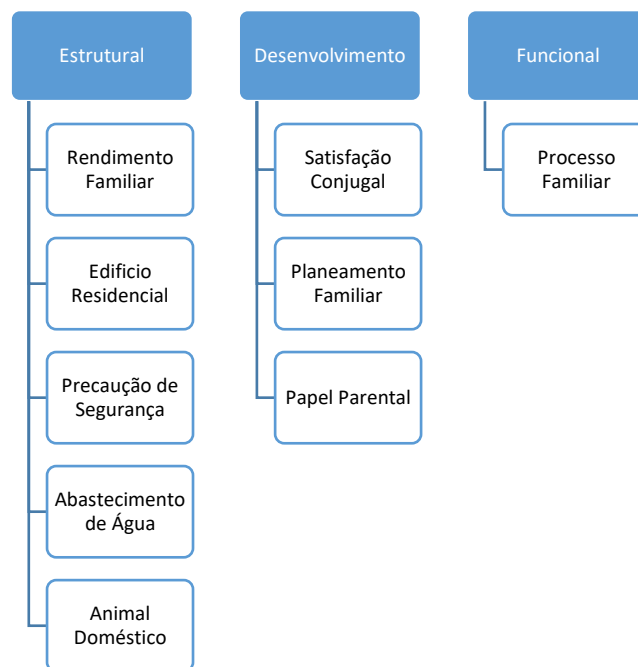 Estrutural
Rendimento
Familiar
Edificio
Residencial
Precaução de
Segurança
Abastecimento
de Água
Animal
Doméstico
Desenvolvimento
Satisfação
Conjugal
Planeamento
Familiar
Papel Parental
Funcional
Processo
Familiar